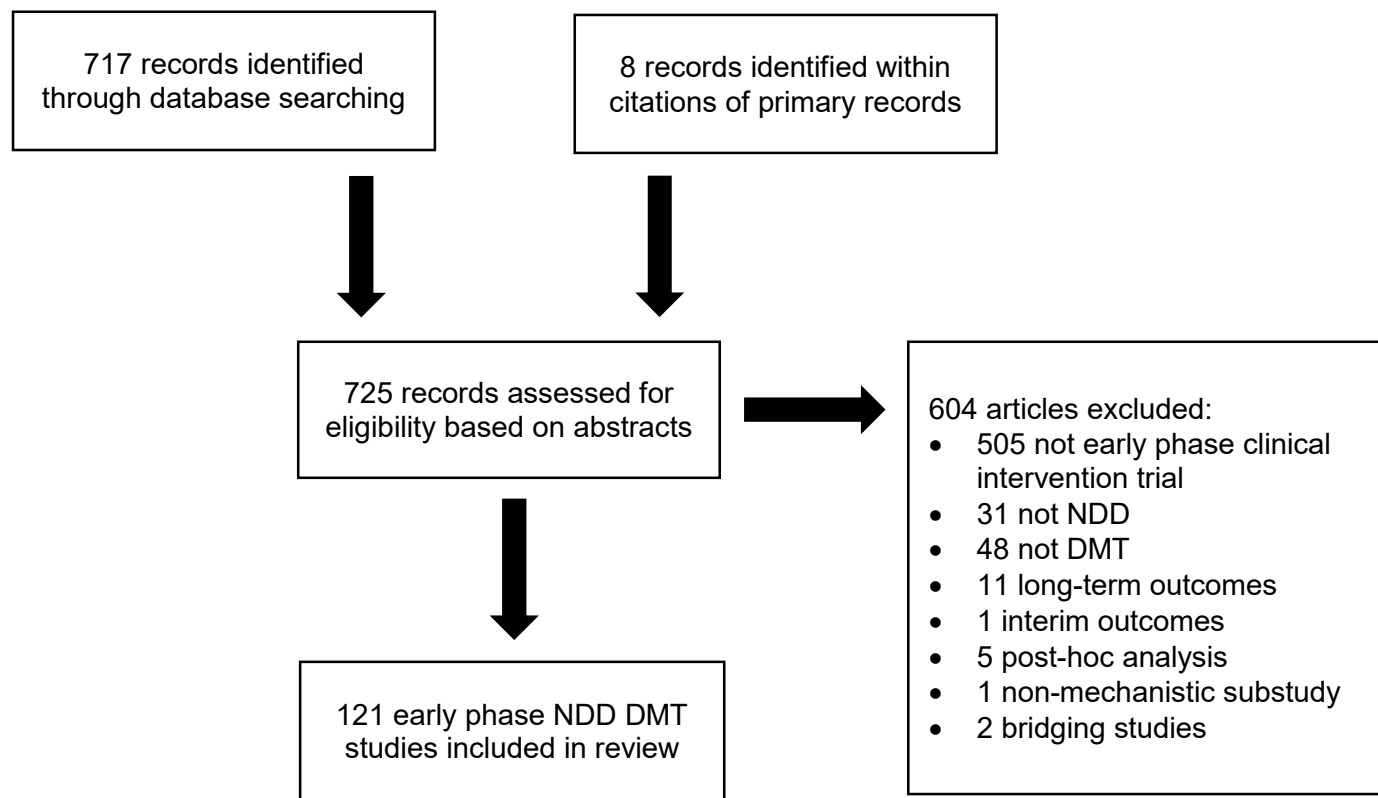 717 records identified
through database searching
8 records identified within
citations of primary records
725 records assessed for
eligibility based on abstracts
604 articles excluded:
• 505 not early phase clinical
intervention trial
• 31 not NDD
• 48 not DMT
• 11 long-term outcomes
• 1 interim outcomes
• 5 post-hoc analysis
• 1 non-mechanistic substudy
• 2 bridging studies
121 early phase NDD DMT
studies included in review